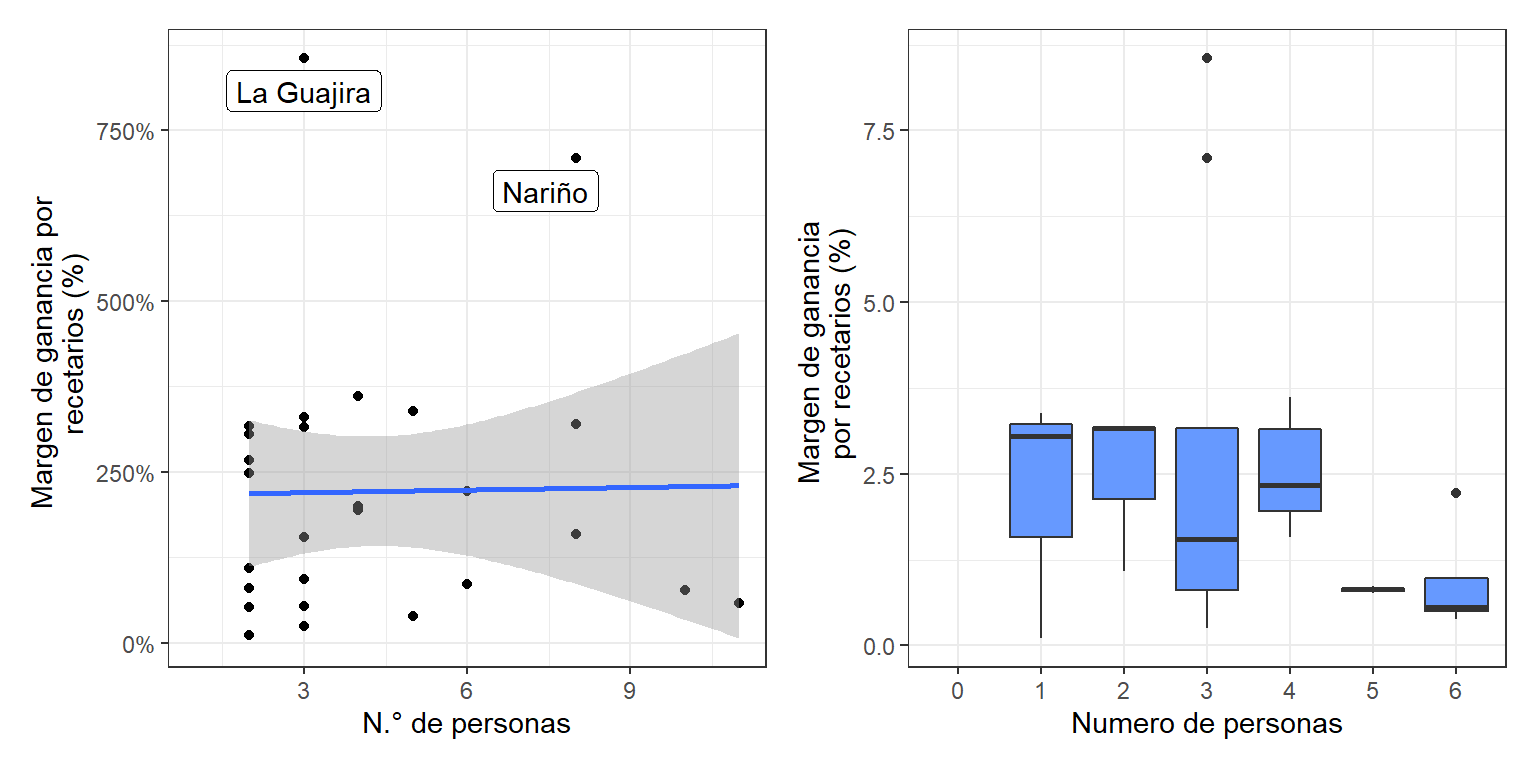 Margen de ganancia por
recetarios (%)
750%
500%
250%
0%
La Guajira
Nariño
3
6
9
N.° de personas
Margen de ganancia
por recetarios (%)
7.5
5.0
2.5
0.0
0
1
2
3
4
5
6
Numero de personas